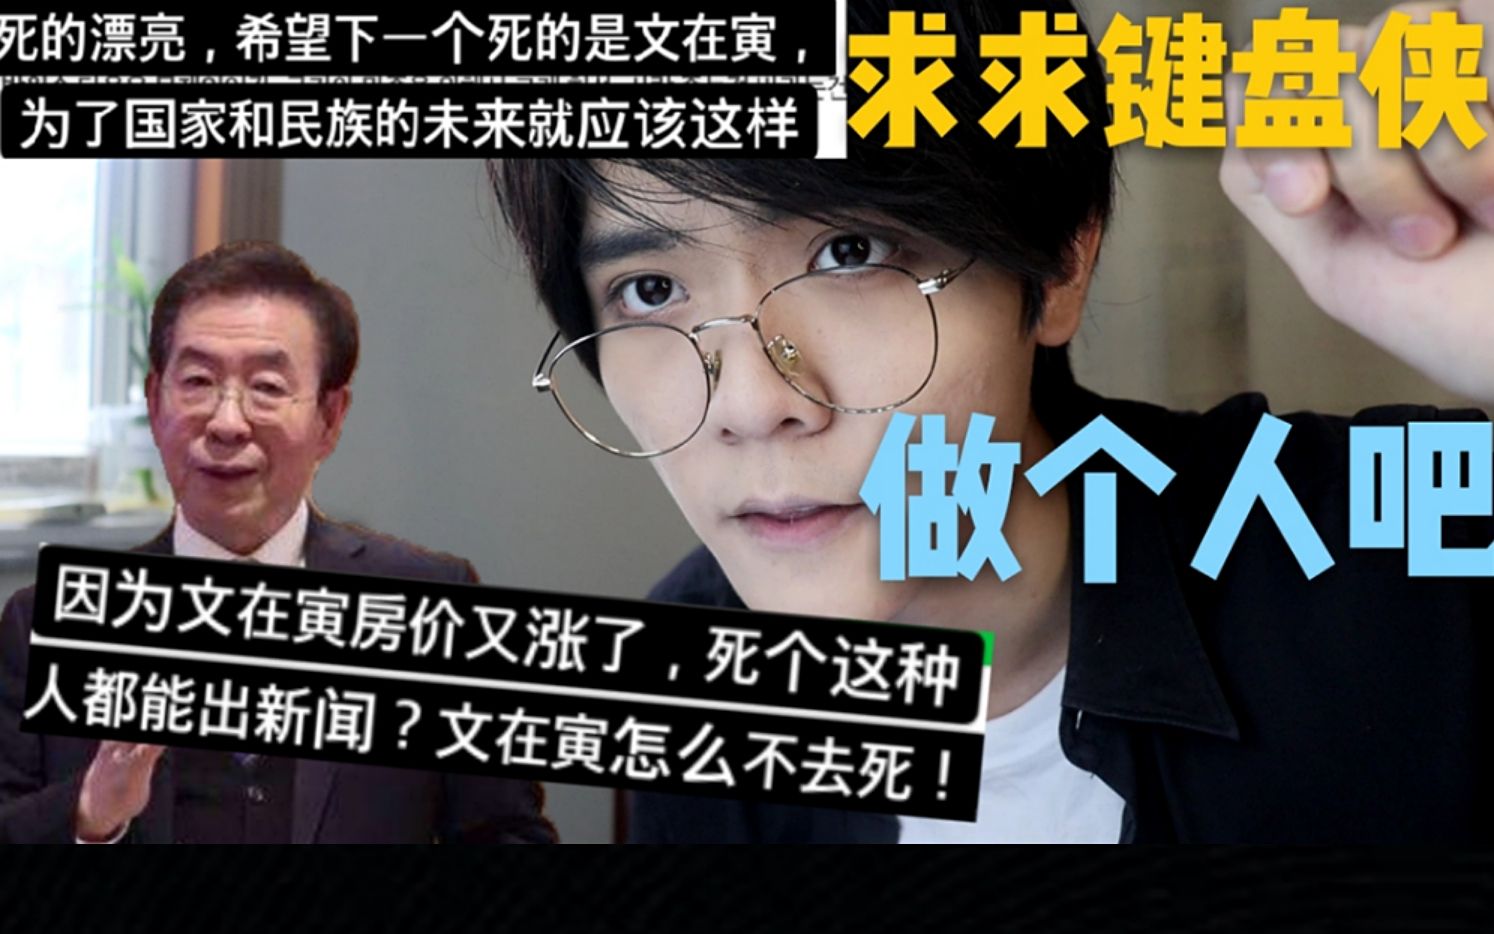 死的漂亮，希望下一个死的是文在寅，
为了国家和民族的未来就应该这样
求求键盘侠
做个人吧
因为文在寅房价又涨了，死个这种
人都能出新闻？文在寅怎么不去死！